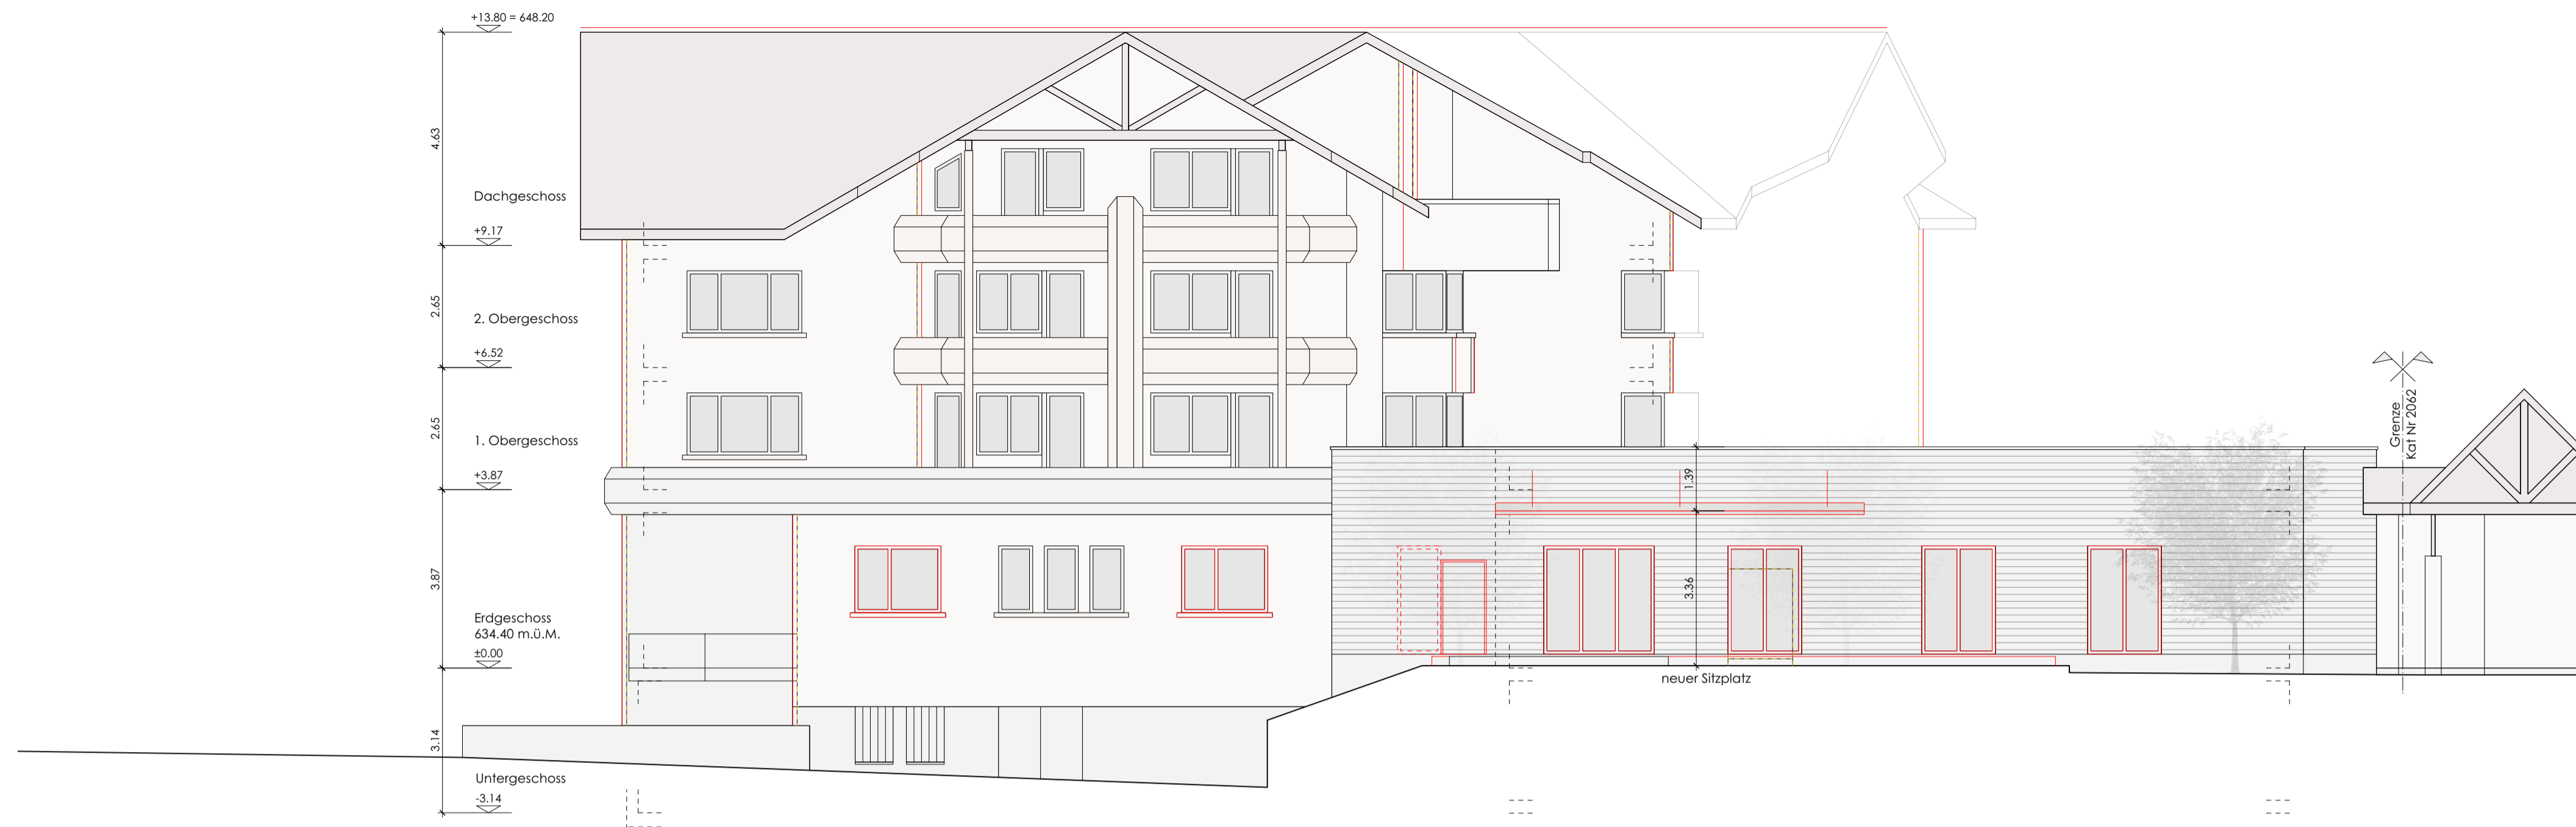 +13.80 = 648.20
4.63
Dachgeschoss
+9.17
2.65
2. Obergeschoss
+6.52
2.65
1. Obergeschoss
+3.87
3.87
Erdgeschoss
634.40 m.ü.M.
±0.00
3.14
Untergeschoss
-3.14
1.39
3.36
neuer Sitzplatz
Grenze
Kat Nr 2062